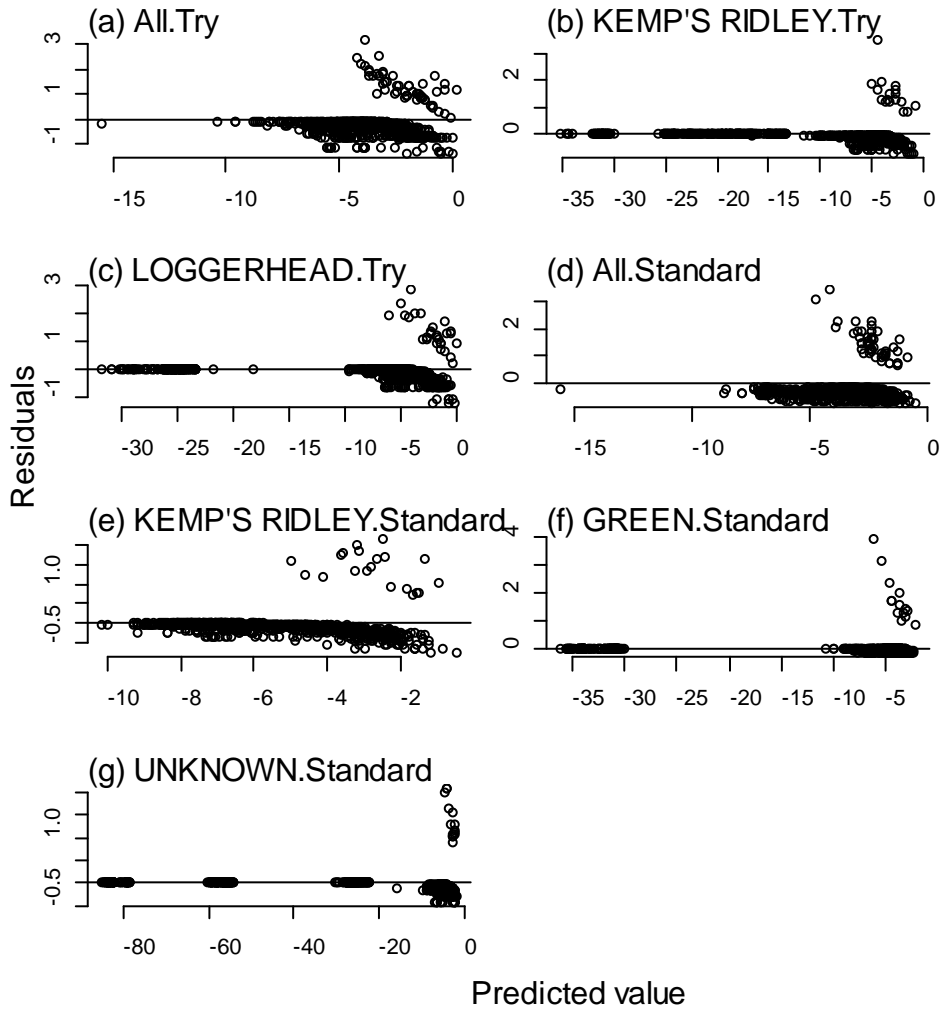 (a) All.Try
3
1
-1
-15 -10 -5 0
(b) KEMP'S RIDLEY.Try
2
0
-35 -30 -25 -20 -15 -10 -5 0
(c) LOGGERHEAD.Try
3
1
-1
-30 -25 -20 -15 -10 -5 0
(d) All.Standard
2
0
-15 -10 -5 0
Residuals
(e) KEMP'S RIDLEY.Standard
1.0
-0.5
-10 -8 -6 -4 -2
(f) GREEN.Standard
4
2
0
-35 -30 -25 -20 -15 -10 -5
(g) UNKNOWN.Standard
1.0
-0.5
-80 -60 -40 -20 0
Predicted value